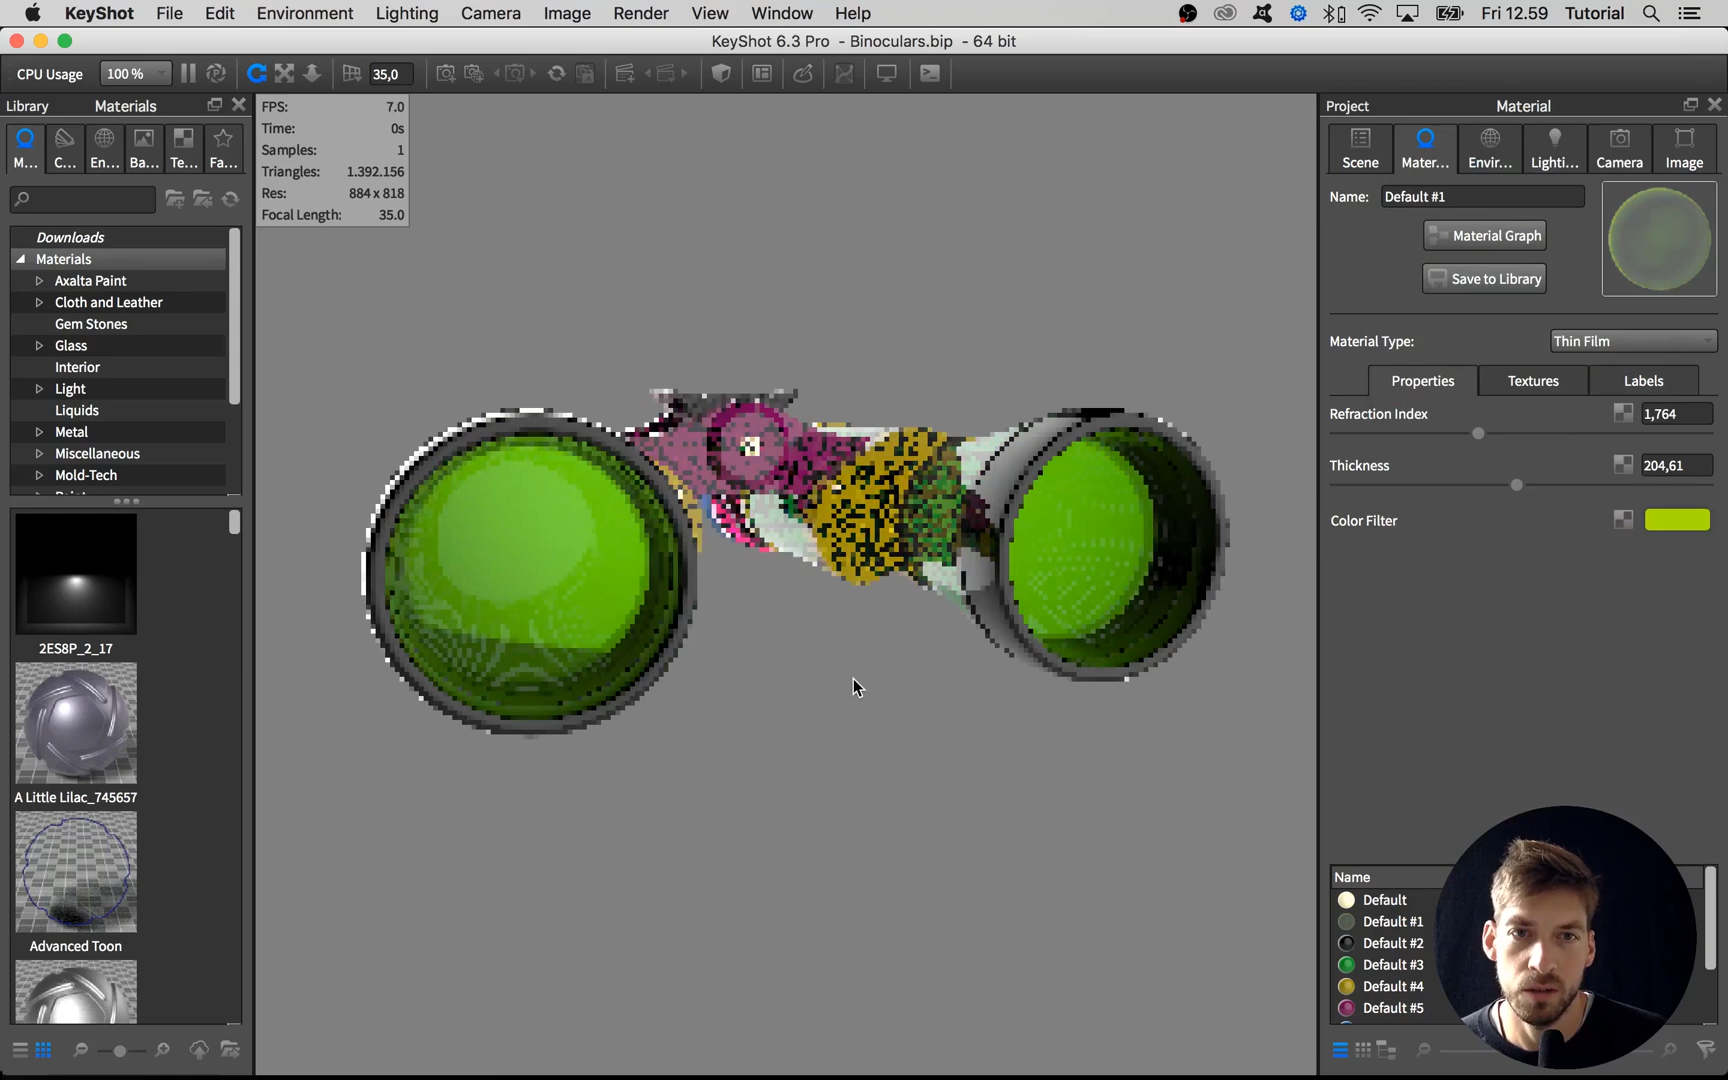 KeyShot File Edit Environment Lighting Camera Image Render View Window Help Fri 12.59 Tutorial
KeyShot 6.3 Pro - Binoculars.bip - 64 bit
CPU Usage 100 % 35,0
Library Materials
M... C... En... Ba... Te... Fa...
Downloads
Materials
Axalta Paint
Cloth and Leather
Gem Stones
Glass
Interior
Light
Liquids
Metal
Miscellaneous
Mold-Tech
2ES8P_2_17
A Little Lilac_745657
Advanced Toon
FPS: 7.0
Time: 0s
Samples: 1
Triangles: 1.392.156
Res: 884 x 818
Focal Length: 35.0
Project Material
Scene Mater... Envir... Lighti... Camera Image
Name: Default #1
Material Graph
Save to Library
Material Type: Thin Film
Properties Textures Labels
Refraction Index 1,764
Thickness 204,61
Color Filter
Name
Default
Default #1
Default #2
Default #3
Default #4
Default #5